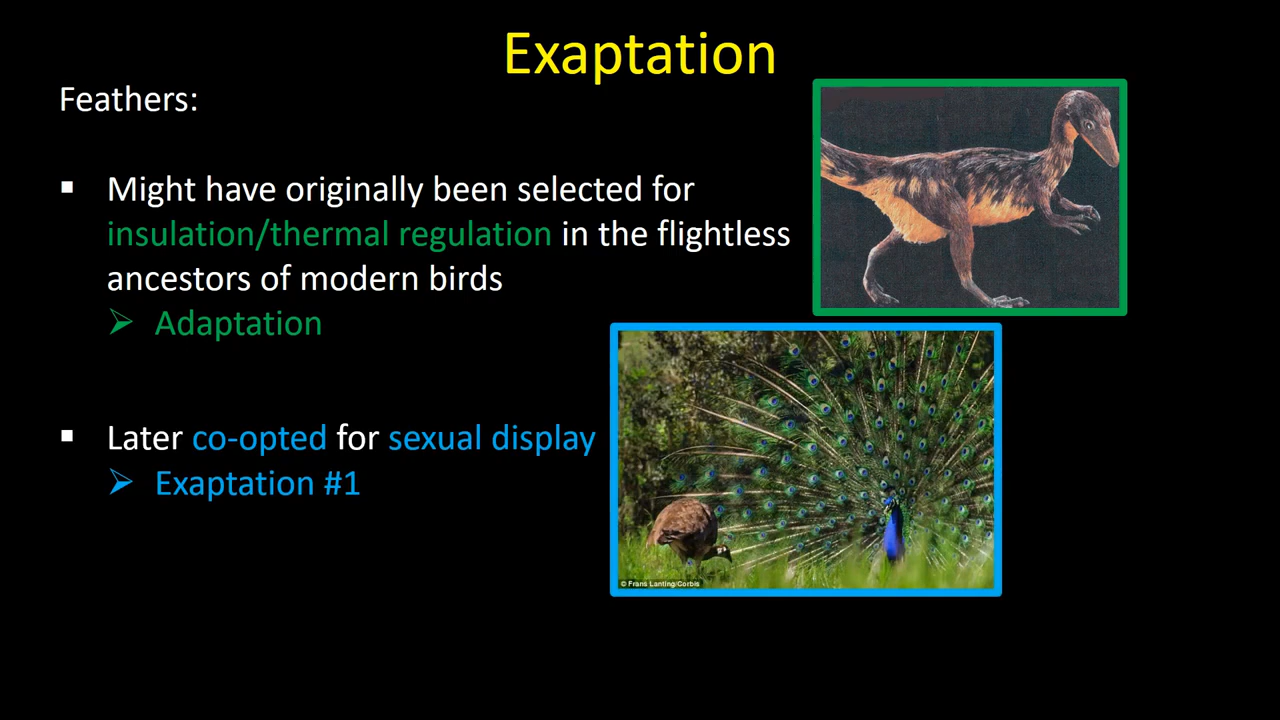 Exaptation
Feathers:
▪ Might have originally been selected for
insulation/thermal regulation in the flightless
ancestors of modern birds
➢ Adaptation
▪ Later co-opted for sexual display
➢ Exaptation #1
© Frans Lanting/Corbis